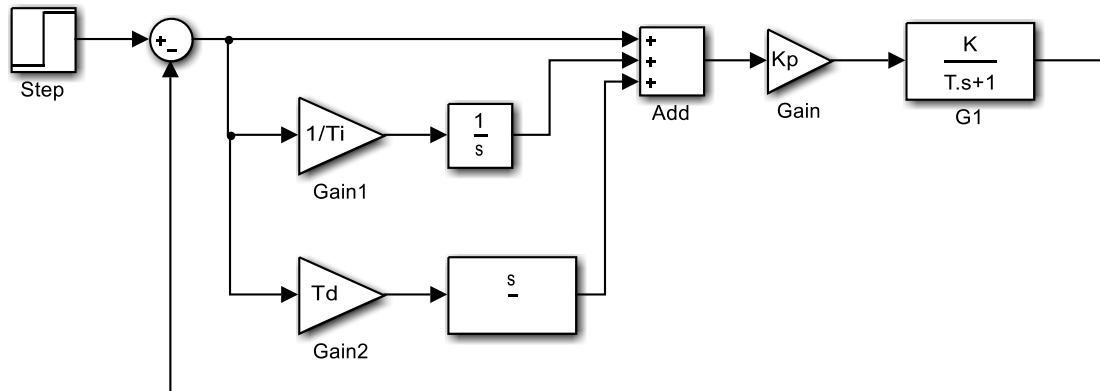 +
-
Step
1/Ti
Gain1
1
s
Td
Gain2
s
+
+
+
Add
Kp
Gain
K
T.s+1
G1